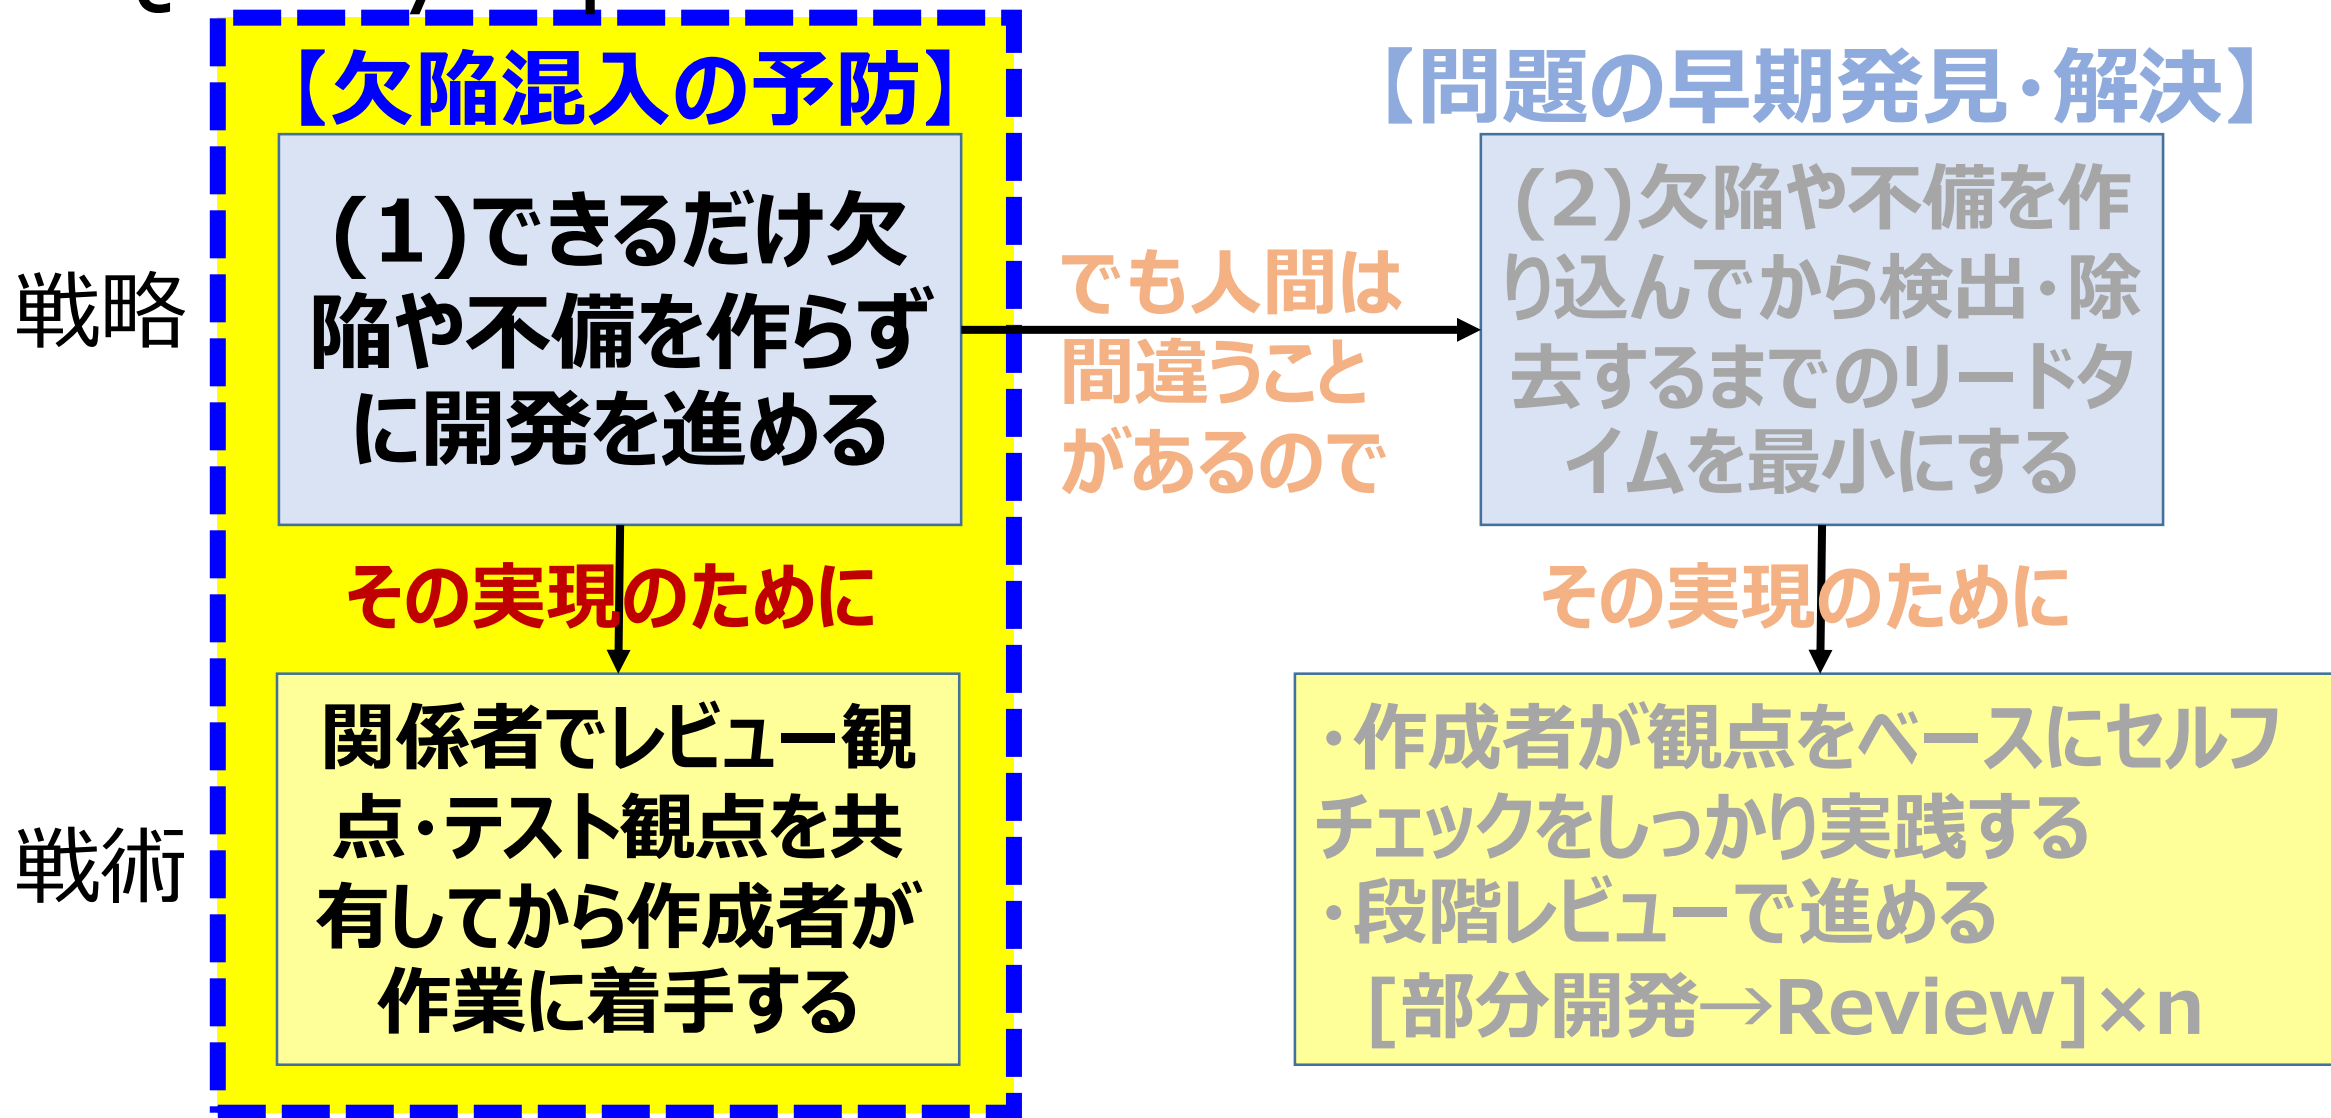 【欠陥混入の予防】
戦略
(1)できるだけ欠
陥や不備を作らず
に開発を進める
その実現のために
戦術
関係者でレビュー観
点・テスト観点を共
有してから作成者が
作業に着手する
でも人間は
間違うこと
があるので
【問題の早期発見・解決】
(2)欠陥や不備を作
り込んでから検出・除
去するまでのリードタ
イムを最小にする
その実現のために
・作成者が観点をベースにセルフ
チェックをしっかり実践する
・段階レビューで進める
[部分開発→Review]×n